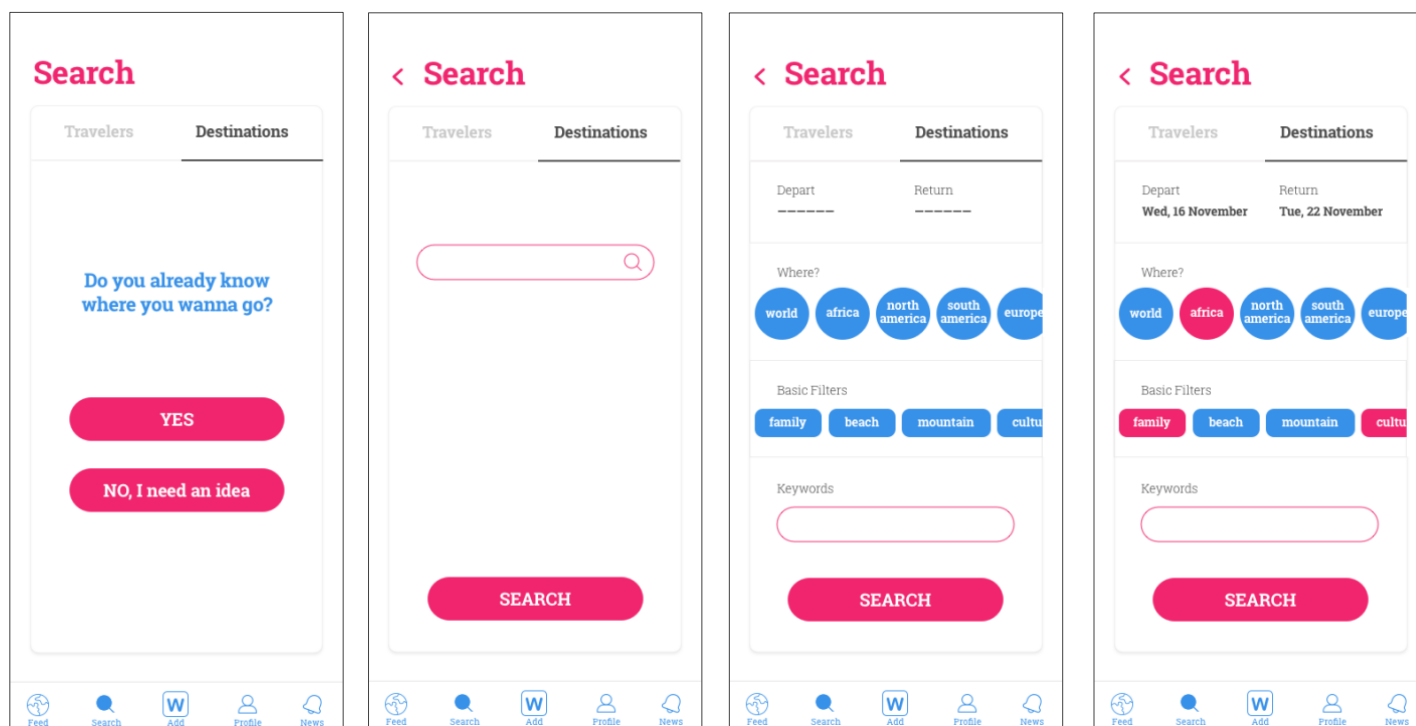 Search
Travelers Destinations
Do you already know
where you wanna go?
YES
NO, I need an idea
Feed Search W Add Profile News
< Search
Travelers Destinations
SEARCH
Feed Search W Add Profile News
< Search
Travelers Destinations
Depart Return
------ ------
Where?
world africa north america south america europe
Basic Filters
family beach mountain cultu
Keywords
SEARCH
Feed Search W Add Profile News
< Search
Travelers Destinations
Depart Return
Wed, 16 November Tue, 22 November
Where?
world africa north america south america europe
Basic Filters
family beach mountain cultu
Keywords
SEARCH
Feed Search W Add Profile News